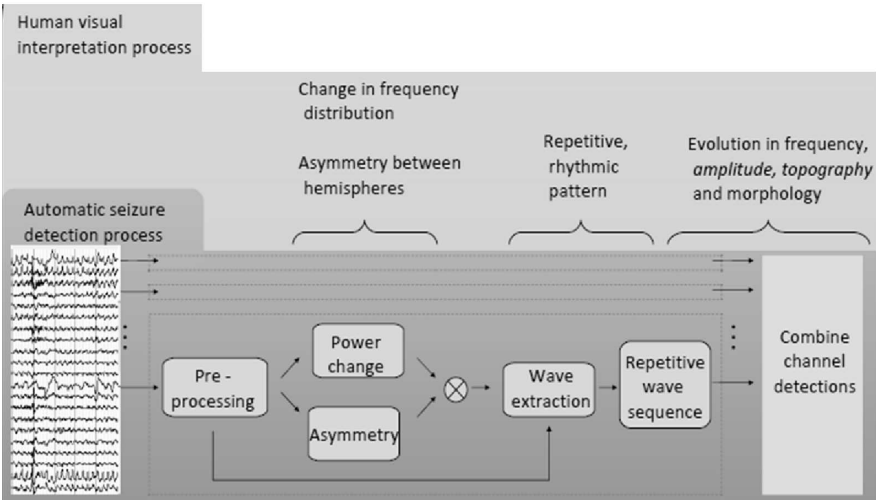 Human visual
interpretation process
Change in frequency
distribution
Asymmetry between
hemispheres
Repetitive,
rhythmic
pattern
Evolution in frequency,
amplitude, topography
and morphology
Automatic seizure
detection process
Pre -
processing
Power
change
Asymmetry
Wave
extraction
Repetitive
wave
sequence
Combine
channel
detections